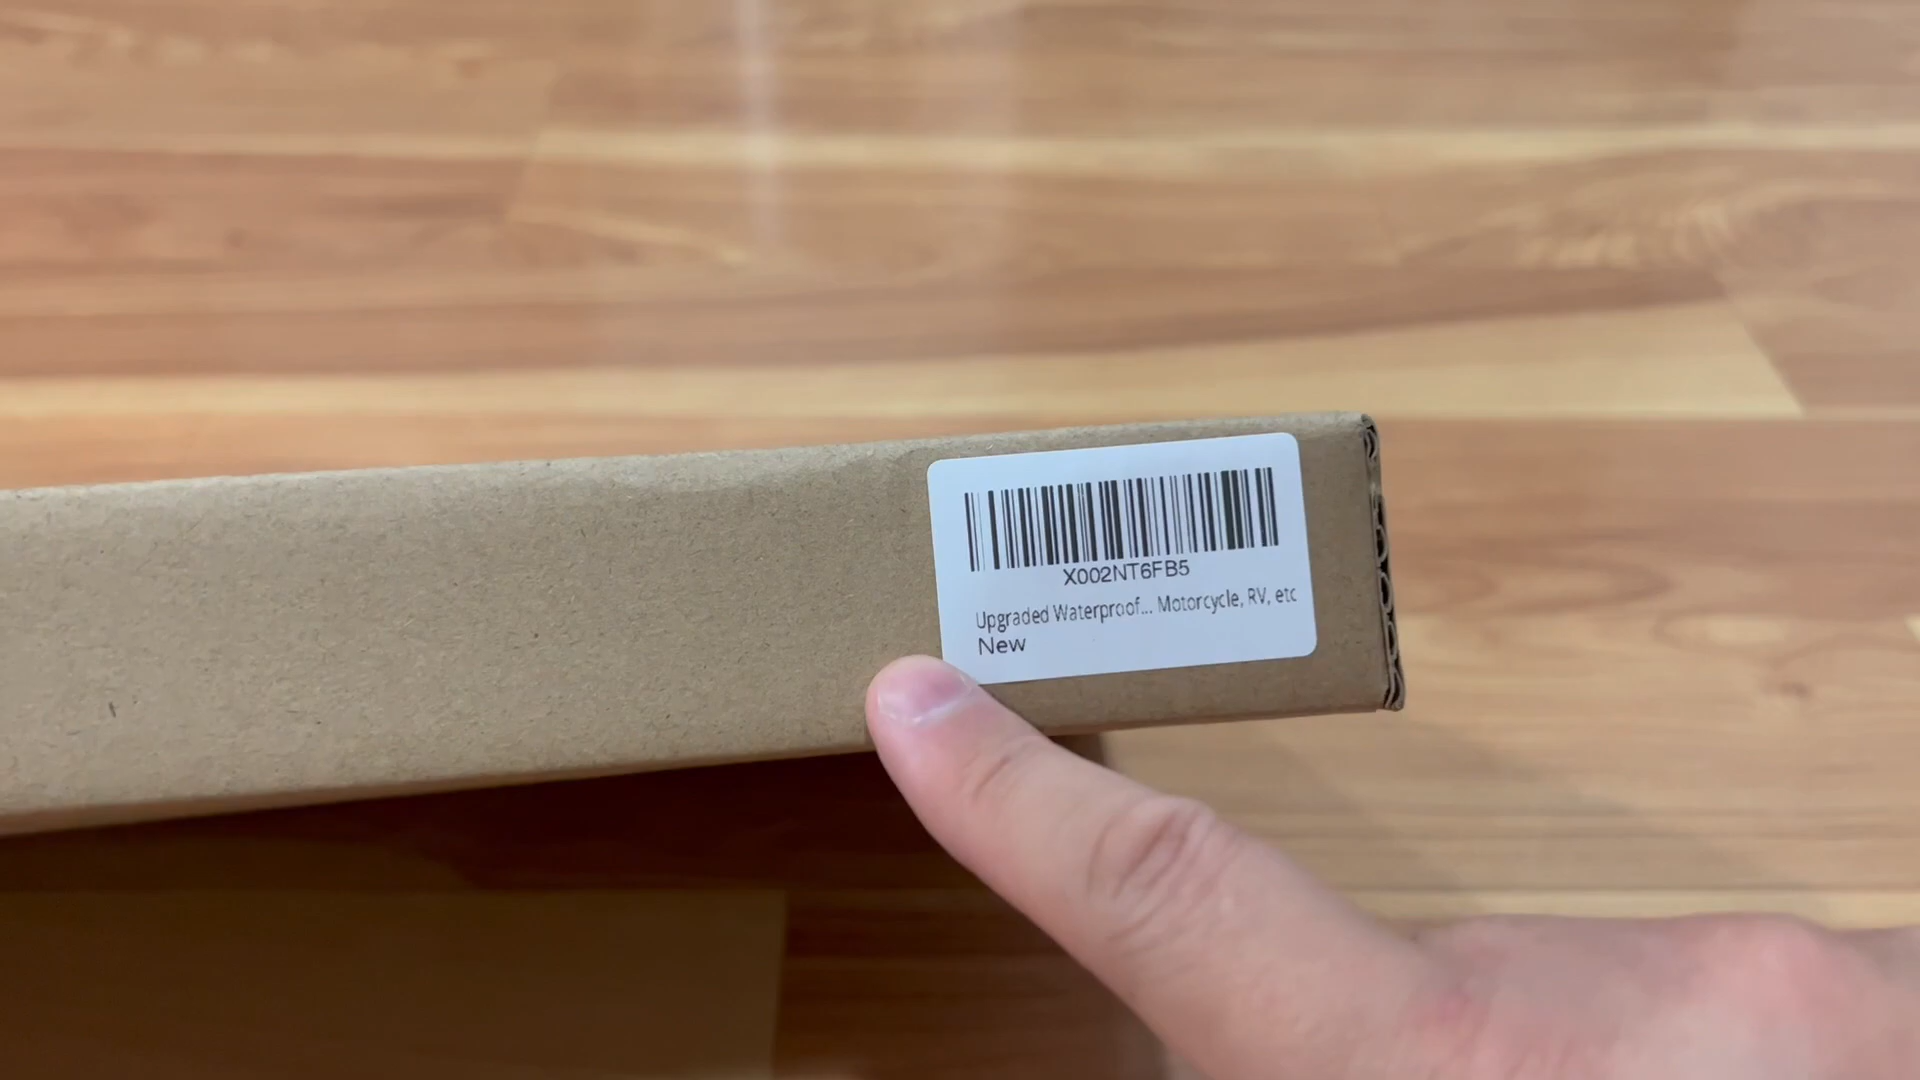 X002NT6FB5
Upgraded Waterproof... Motorcycle, RV, etc
New